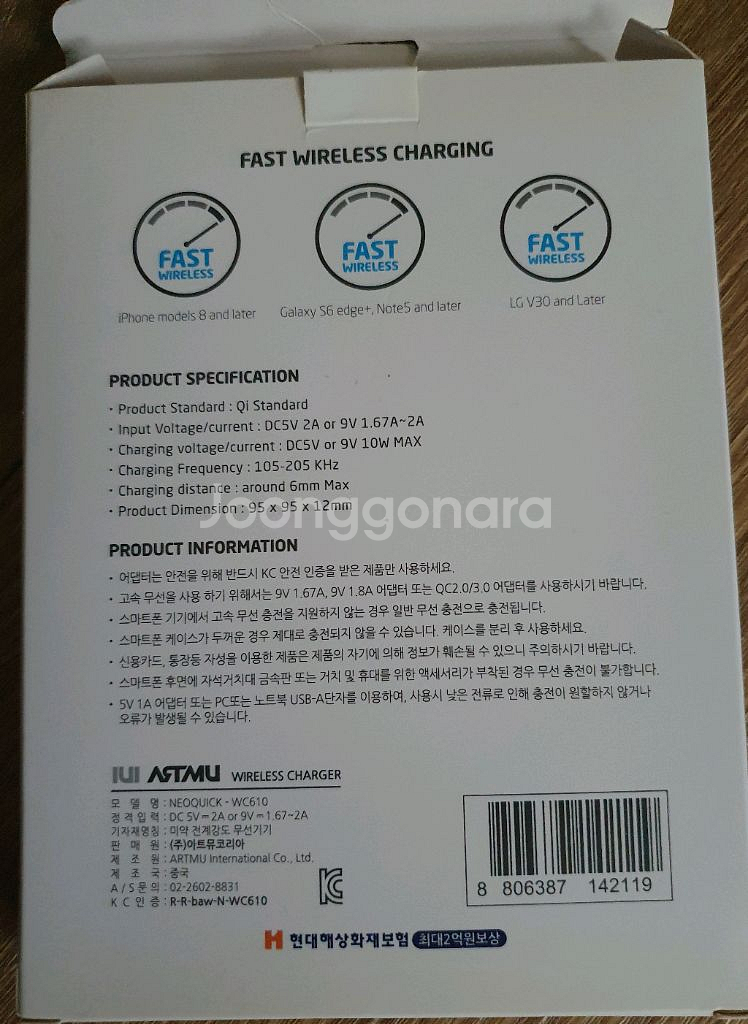 FAST WIRELESS CHARGING
FAST
WIRELESS
FAST
WIRELESS
FAST
WIRELESS
iPhone models 8 and later
Galaxy S6 edge+, Note5 and later
LG V30 and Later
PRODUCT SPECIFICATION
· Product Standard : Qi Standard
· Input Voltage/current : DC5V 2A or 9V 1.67A~2A
· Charging voltage/current : DC5V or 9V 10W MAX
· Charging Frequency : 105-205 KHz
· Charging distance : around 6mm Max
· Product Dimension : 95 x 95 x 12mm
Joonggonara
PRODUCT INFORMATION
· 어댑터는 안전을 위해 반드시 KC 안전 인증을 받은 제품만 사용하세요.
· 고속 무선을 사용 하기 위해서는 9V 1.67A, 9V 1.8A 어댑터 또는 QC2.0/3.0 어댑터를 사용하시기 바랍니다.
· 스마트폰 기기에서 고속 무선 충전을 지원하지 않는 경우 일반 무선 충전으로 충전됩니다.
· 스마트폰 케이스가 두꺼운 경우 제대로 충전되지 않을 수 있습니다. 케이스를 분리 후 사용하세요.
· 신용카드, 통장등 자성을 이용한 제품은 제품의 자기에 의해 정보가 훼손될 수 있으니 주의하시기 바랍니다.
· 스마트폰 후면에 자석거치대 금속판 또는 거치 및 휴대를 위한 액세서리가 부착된 경우 무선 충전이 불가합니다.
· 5V 1A 어댑터 또는 PC또는 노트북 USB-A단자를 이용하여, 사용시 낮은 전류로 인해 충전이 원할하지 않거나
오류가 발생될 수 있습니다.
ARTMU WIRELESS CHARGER
모 델 명 : NEOQUICK - WC610
정 격 입 력 : DC 5V⎓2A or 9V⎓1.67~2A
기자재명칭 : 미약 전계강도 무선기기
판 매 원 : (주)아트뮤코리아
제 조 원 : ARTMU International Co., Ltd.
제 조 국 : 중국
A / S 문 의 : 02-2602-8831
K C 인 증 : R-R-baw-N-WC610
8 806387 142119
현대해상화재보험 최대2억원보상